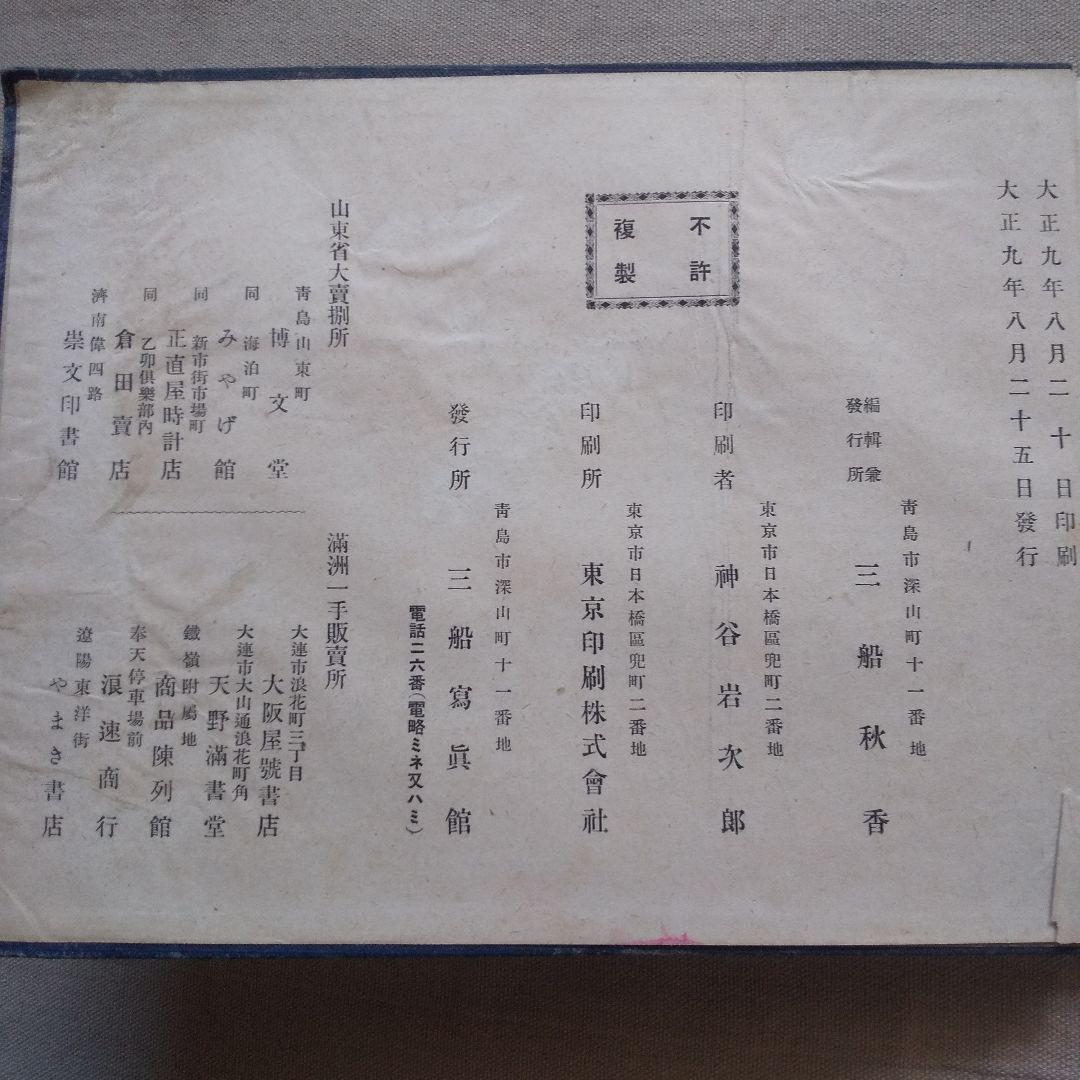 大正九年八月二十日印刷
大正九年八月二十五日發行
不許
複製
青島市深山町十一番地
編輯兼
發行所
三船秋香
東京市日本橋區兜町二番地
印刷者 神谷岩次郎
東京市日本橋區兜町二番地
印刷所 東京印刷株式會社
青島市深山町十一番地
發行所 三船寫眞館
電話二六番(電略ミネ又ハミ)
山東省大賣捌所
青島山東町
博文堂
同 海泊町
みやげ館
同 新市街市場町
正直屋時計店
同 乙卯倶樂部內
倉田賣店
濟南偉四路
崇文印書館
滿洲一手販賣所
大連市浪花町三丁目
大阪屋號書店
大連市大山通浪花町角
天野滿書堂
鐵嶺附屬地
商品陳列館
奉天停車場前
浪速商行
遼陽東洋街
やまき書店